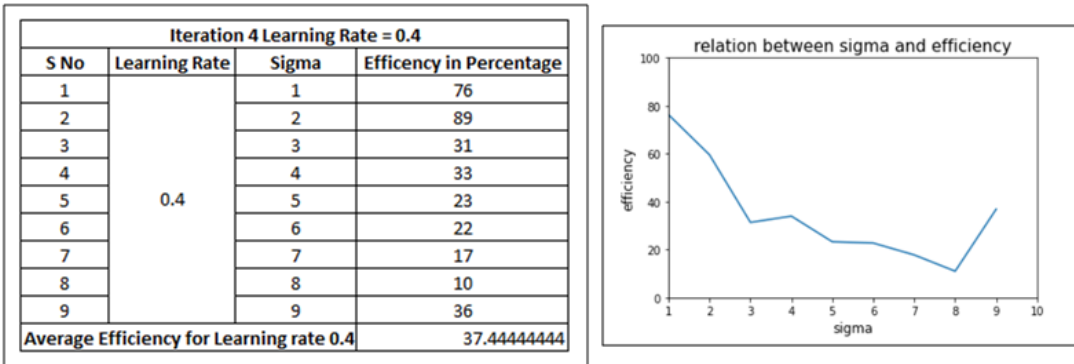 Iteration 4 Learning Rate = 0.4
S No Learning Rate Sigma Efficency in Percentage
1 1 76
2 2 89
3 3 31
4 4 33
5 0.4 5 23
6 6 22
7 7 17
8 8 10
9 9 36
Average Efficiency for Learning rate 0.4 37.44444444
relation between sigma and efficiency
100
80
60
40
20
0
efficiency
1 2 3 4 5 6 7 8 9 10
sigma